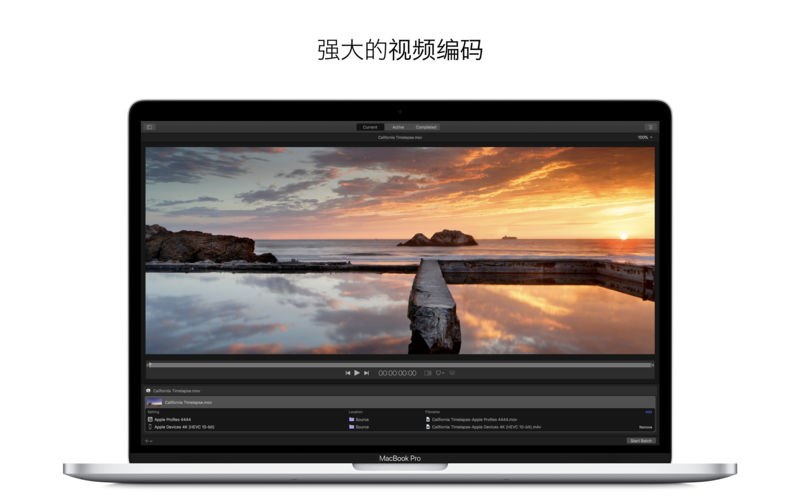 强大的视频编码
Current Active Completed
California Timelapse.mov
100%
00:00:00:00
California Timelapse.mov
California Timelapse.mov
Setting Location Filename Add
Apple ProRes 4444 Source California Timelapse-Apple ProRes 4444.mov
Apple Devices 4K (HEVC 10-bit) Source California Timelapse-Apple Devices 4K (HEVC 10-bit).m4v Remove
Start Batch
MacBook Pro